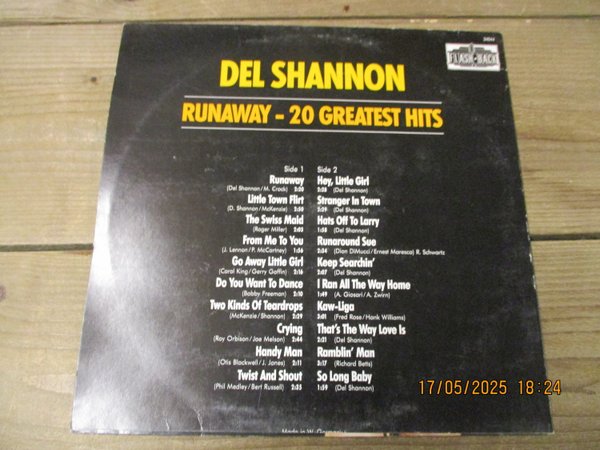 FLASH-BACK
DEL SHANNON
RUNAWAY - 20 GREATEST HITS
Side 1
Runaway
(Del Shannon/M. Crook) 2:20
Little Town Flirt
(D. Shannon/McKenzie) 2:50
The Swiss Maid
(Roger Miller) 2:02
From Me To You
(J. Lennon/P. McCartney) 1:56
Go Away Little Girl
(Carol King/Gerry Goffin) 2:16
Do You Want To Dance
(Bobby Freeman) 2:10
Two Kinds Of Teardrops
(McKenzie/Shannon) 2:29
Crying
(Roy Orbison/Joe Melson) 2:44
Handy Man
(Otis Blackwell/J. Jones) 2:11
Twist And Shout
(Phil Medley/Bert Russell) 2:35
Side 2
Hey, Little Girl
2:28 (Del Shannon)
Stranger In Town
2:29 (Del Shannon)
Hats Off To Larry
1:58 (Del Shannon)
Runaround Sue
2:04 (Dion DiMucci/Ernest Maresca) R. Schwartz
Keep Searchin'
2:07 (Del Shannon)
I Ran All The Way Home
1:49 (A. Giosari/A. Zwirn)
Kaw-Liga
3:01 (Fred Rose/Hank Williams)
That's The Way Love Is
2:21 (Del Shannon)
Ramblin' Man
3:17 (Richard Betts)
So Long Baby
1:59 (Del Shannon)
17/05/2025 18:24
Made in W. Germany